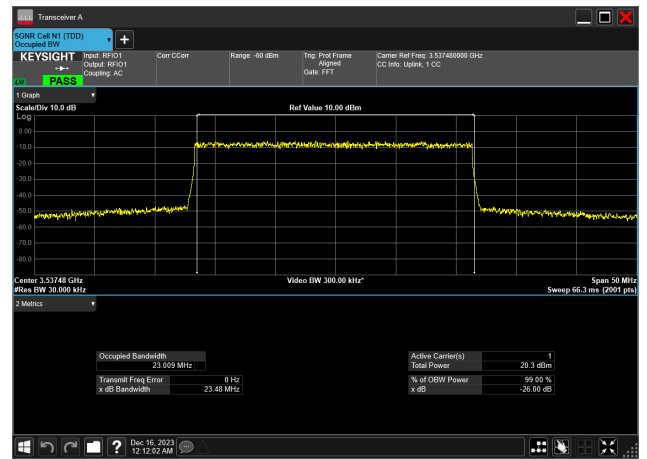 Transceiver A
5GNR Cell N1 (TDD)
Occupied BW
KEYSIGHT Input: RFIO1 Corr CCorr Range: -60 dBm Trig: Prot Frame Carrier Ref Freq: 3.537480000 GHz
Output: RFIO1 Aligned CC Info: Uplink, 1 CC
Coupling: AC Gate: FFT
PASS
1 Graph
Scale/Div 10.0 dB Ref Value 10.00 dBm
Log
0.00
-10.0
-20.0
-30.0
-40.0
-50.0
-60.0
-70.0
-80.0
Center 3.53748 GHz Video BW 300.00 kHz* Span 50 MHz
#Res BW 30.000 kHz Sweep 66.3 ms (2001 pts)
2 Metrics
Occupied Bandwidth Active Carrier(s) 1
23.009 MHz Total Power 20.3 dBm
Transmit Freq Error 0 Hz % of OBW Power 99.00 %
x dB Bandwidth 23.48 MHz x dB -26.00 dB
Dec 16, 2023
12:12:02 AM